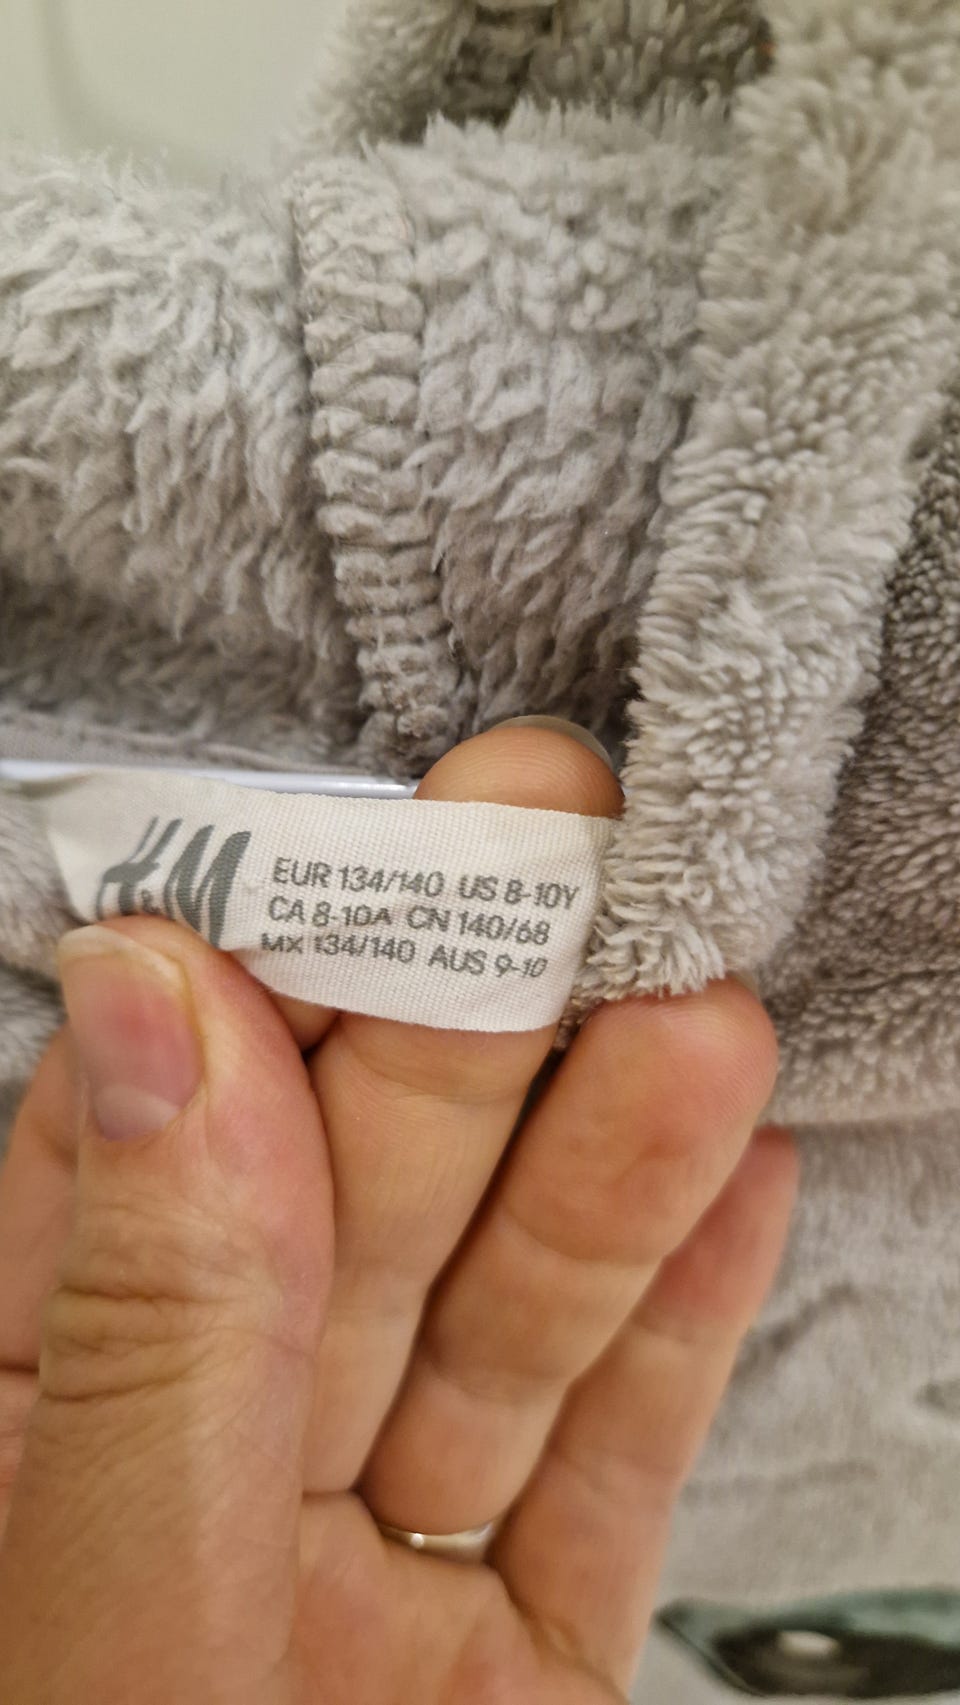 H&M
EUR 134/140 US 8-10Y
CA 8-10A CN 140/68
MX 134/140 AUS 9-10